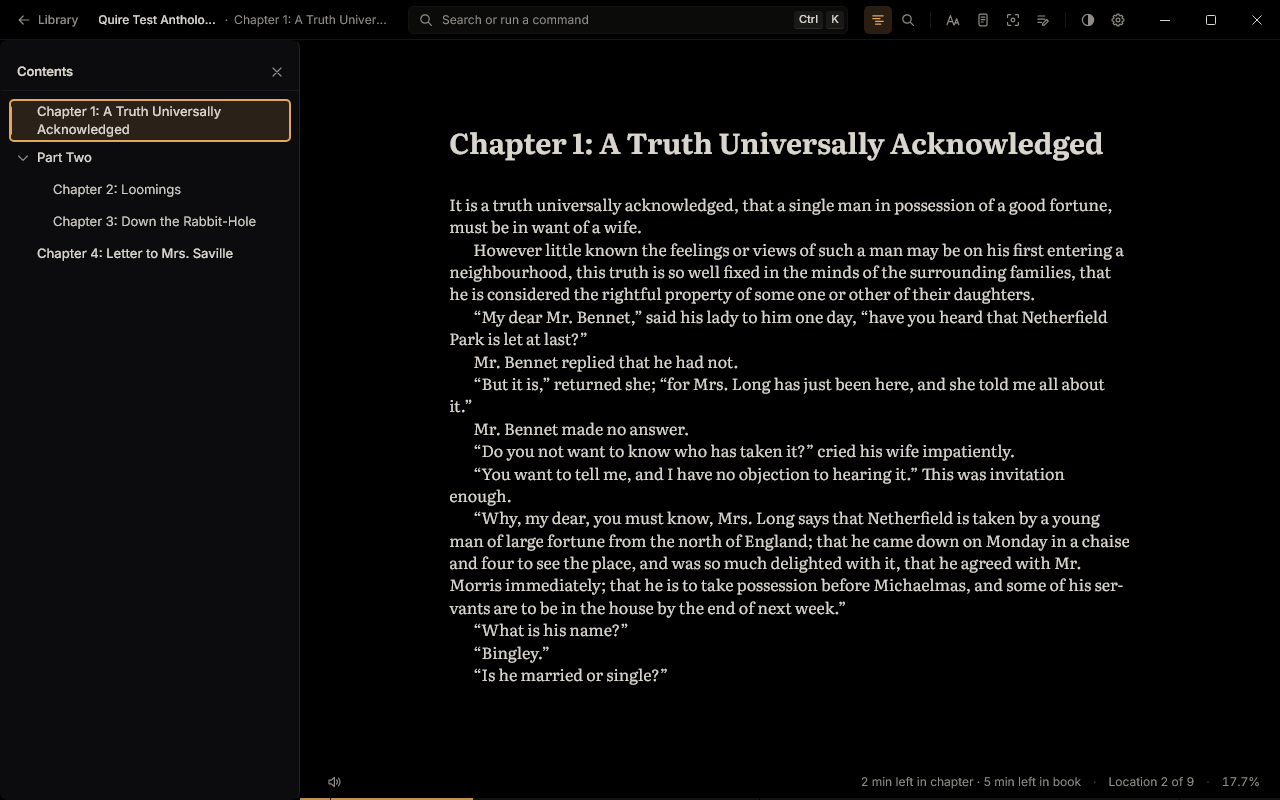 Library
Quire Test Antholo... · Chapter 1: A Truth Univer...
Search or run a command
Ctrl K
Contents
Chapter 1: A Truth Universally
Acknowledged
Part Two
Chapter 2: Loomings
Chapter 3: Down the Rabbit-Hole
Chapter 4: Letter to Mrs. Saville
Chapter 1: A Truth Universally Acknowledged
It is a truth universally acknowledged, that a single man in possession of a good fortune,
must be in want of a wife.
However little known the feelings or views of such a man may be on his first entering a
neighbourhood, this truth is so well fixed in the minds of the surrounding families, that
he is considered the rightful property of some one or other of their daughters.
“My dear Mr. Bennet,” said his lady to him one day, “have you heard that Netherfield
Park is let at last?”
Mr. Bennet replied that he had not.
“But it is,” returned she; “for Mrs. Long has just been here, and she told me all about
it.”
Mr. Bennet made no answer.
“Do you not want to know who has taken it?” cried his wife impatiently.
“You want to tell me, and I have no objection to hearing it.” This was invitation
enough.
“Why, my dear, you must know, Mrs. Long says that Netherfield is taken by a young
man of large fortune from the north of England; that he came down on Monday in a chaise
and four to see the place, and was so much delighted with it, that he agreed with Mr.
Morris immediately; that he is to take possession before Michaelmas, and some of his ser-
vants are to be in the house by the end of next week.”
“What is his name?”
“Bingley.”
“Is he married or single?”
2 min left in chapter · 5 min left in book · Location 2 of 9 · 17.7%